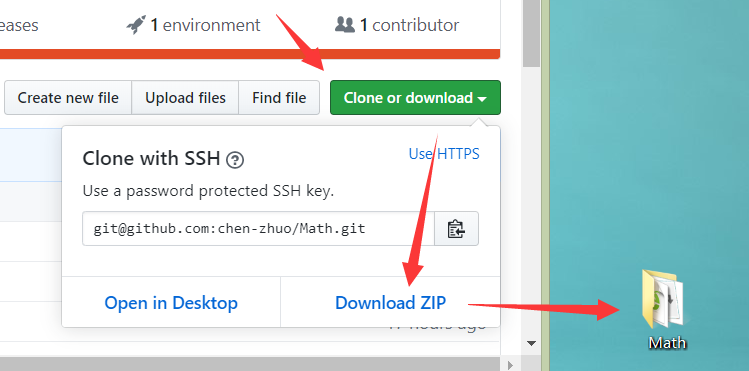 eases
1 environment
1 contributor
Create new file
Upload files
Find file
Clone or download
Clone with SSH
Use HTTPS
Use a password protected SSH key.
git@github.com:chen-zhuo/Math.git
Open in Desktop
Download ZIP
hours ago
Math